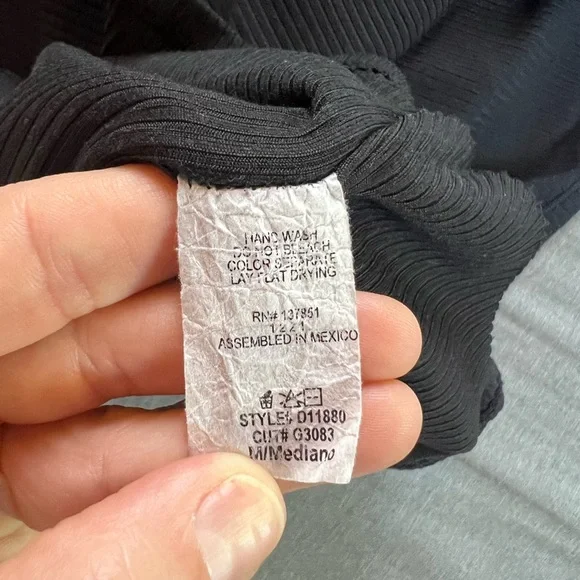 HAND WASH
DO NOT BLEACH
COLOR SEPARATE
LAY FLAT DRYING
RN# 137851
1221
ASSEMBLED IN MEXICO
STYLE# D11880
CUT# G3083
M/Mediano